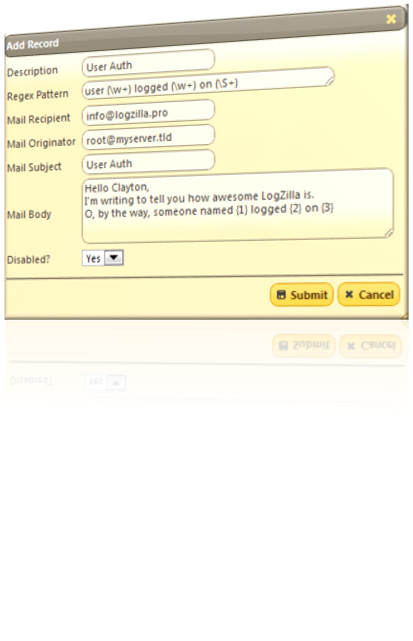 Add Record
Description User Auth
Regex Pattern user (\w+) logged (\w+) on (\S+)
Mail Recipient info@logzilla.pro
Mail Originator root@myserver.tld
Mail Subject User Auth
Mail Body
Hello Clayton,
I'm writing to tell you how awesome LogZilla is.
O, by the way, someone named {1} logged {2} on {3}
Disabled? Yes
Submit Cancel